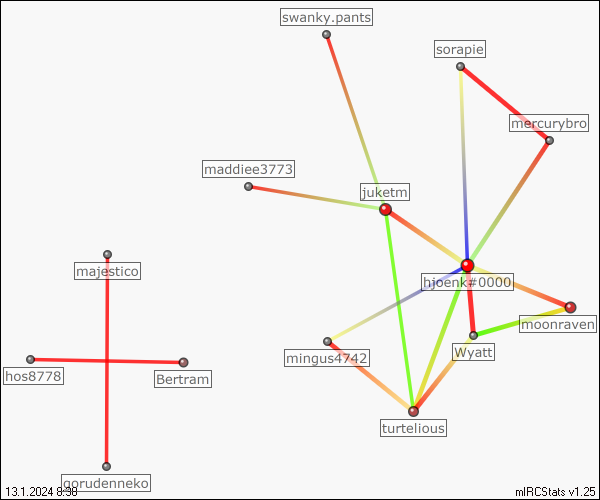 swanky.pants
sorapie
mercurybro
maddiee3773
juketm
majestico
hjoenk#0000
moonraven
Wyatt
mingus4742
hos8778
Bertram
turtelious
gorudenneko
13.1.2024 8:38
mIRCStats v1.25